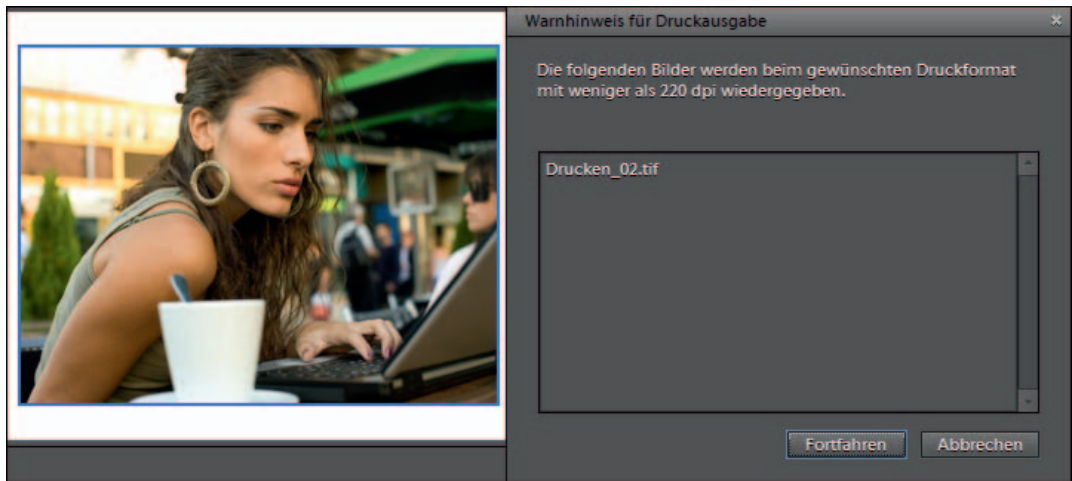 Warnhinweis für Druckausgabe
Die folgenden Bilder werden beim gewünschten Druckformat
mit weniger als 220 dpi wiedergegeben.
Drucken_02.tif
Fortfahren Abbrechen